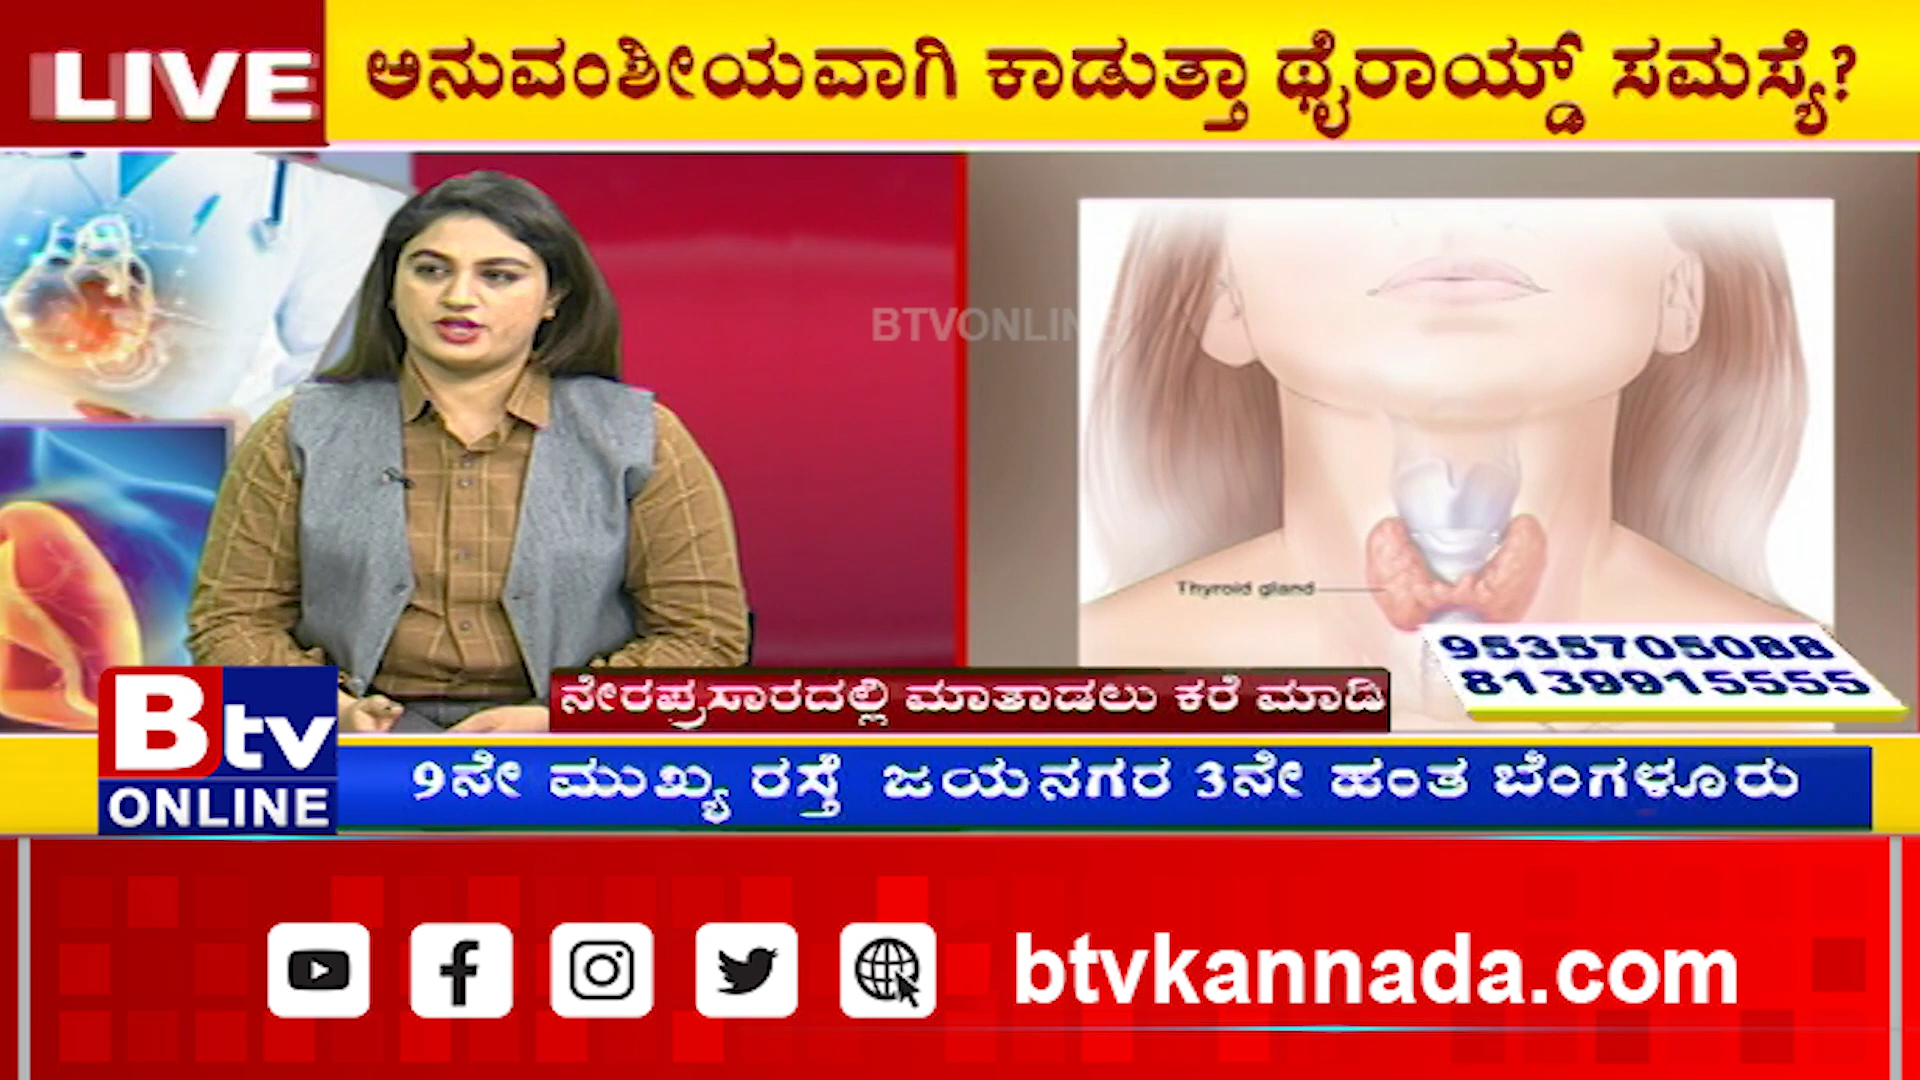 LIVE
ಅನುವಂಶೀಯವಾಗಿ ಕಾಡುತ್ತಾ ಥೈರಾಯ್ಡ್ ಸಮಸ್ಯೆ?
BTVONLINE
Thyroid gland
9535705088
8139915555
ನೇರಪ್ರಸಾರದಲ್ಲಿ ಮಾತಾಡಲು ಕರೆ ಮಾಡಿ
Btv
ONLINE
9ನೇ ಮುಖ್ಯ ರಸ್ತೆ ಜಯನಗರ 3ನೇ ಹಂತ ಬೆಂಗಳೂರು
btvkannada.com